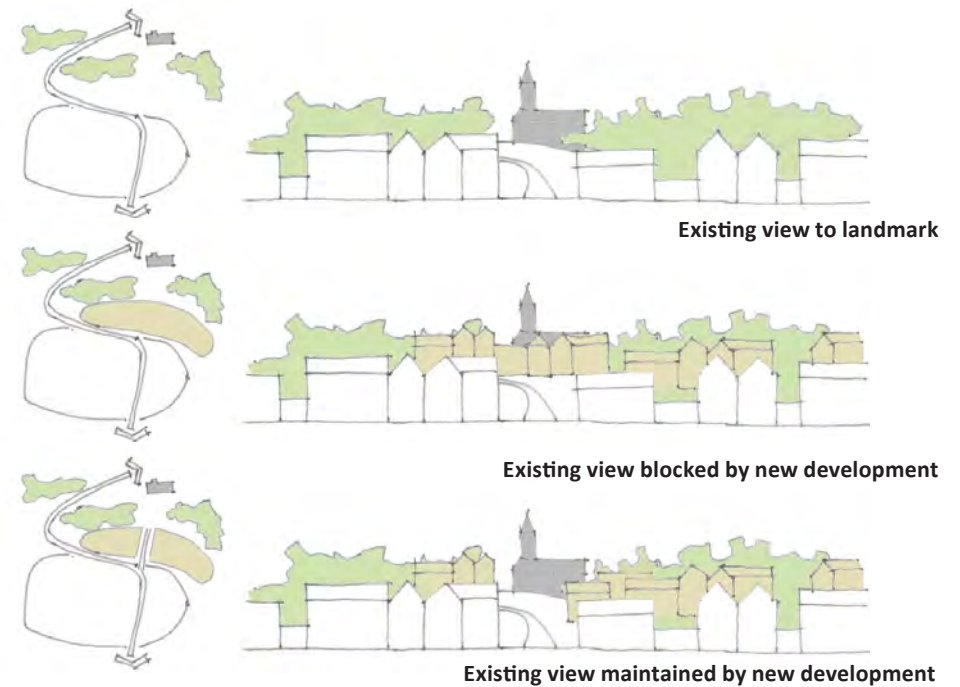 Existing view to landmark
Existing view blocked by new development
Existing view maintained by new development